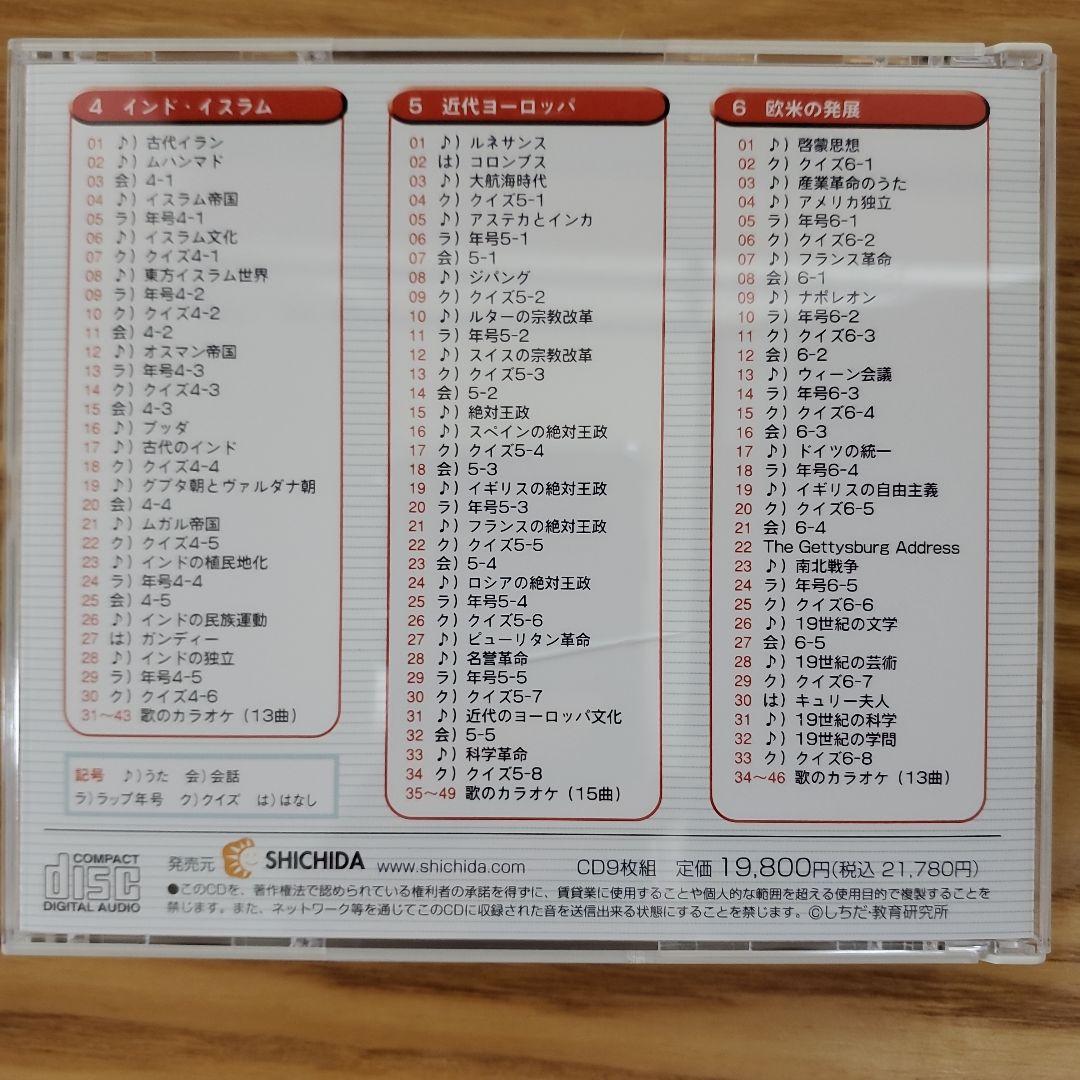 4 インド・イスラム
01 ♪）古代イラン
02 ♪）ムハンマド
03 会）4-1
04 ♪）イスラム帝国
05 ラ）年号4-1
06 ♪）イスラム文化
07 ク）クイズ4-1
08 ♪）東方イスラム世界
09 ラ）年号4-2
10 ク）クイズ4-2
11 会）4-2
12 ♪）オスマン帝国
13 ラ）年号4-3
14 ク）クイズ4-3
15 会）4-3
16 ♪）ブッダ
17 ♪）古代のインド
18 ク）クイズ4-4
19 ♪）グプタ朝とヴァルダナ朝
20 会）4-4
21 ♪）ムガル帝国
22 ク）クイズ4-5
23 ♪）インドの植民地化
24 ラ）年号4-4
25 会）4-5
26 ♪）インドの民族運動
27 は）ガンディー
28 ♪）インドの独立
29 ラ）年号4-5
30 ク）クイズ4-6
31～43 歌のカラオケ（13曲）
記号 ♪）うた 会）会話
ラ）ラップ年号 ク）クイズ は）はなし
5 近代ヨーロッパ
01 ♪）ルネサンス
02 は）コロンブス
03 ♪）大航海時代
04 ク）クイズ5-1
05 ♪）アステカとインカ
06 ラ）年号5-1
07 会）5-1
08 ♪）ジパング
09 ク）クイズ5-2
10 ♪）ルターの宗教改革
11 ラ）年号5-2
12 ♪）スイスの宗教改革
13 ク）クイズ5-3
14 会）5-2
15 ♪）絶対王政
16 ♪）スペインの絶対王政
17 ク）クイズ5-4
18 会）5-3
19 ♪）イギリスの絶対王政
20 ラ）年号5-3
21 ♪）フランスの絶対王政
22 ク）クイズ5-5
23 会）5-4
24 ♪）ロシアの絶対王政
25 ラ）年号5-4
26 ク）クイズ5-6
27 ♪）ピューリタン革命
28 ♪）名誉革命
29 ラ）年号5-5
30 ク）クイズ5-7
31 ♪）近代のヨーロッパ文化
32 会）5-5
33 ♪）科学革命
34 ク）クイズ5-8
35～49 歌のカラオケ（15曲）
6 欧米の発展
01 ♪）啓蒙思想
02 ク）クイズ6-1
03 ♪）産業革命のうた
04 ♪）アメリカ独立
05 ラ）年号6-1
06 ク）クイズ6-2
07 ♪）フランス革命
08 会）6-1
09 ♪）ナポレオン
10 ラ）年号6-2
11 ク）クイズ6-3
12 会）6-2
13 ♪）ウィーン会議
14 ラ）年号6-3
15 ク）クイズ6-4
16 会）6-3
17 ♪）ドイツの統一
18 ラ）年号6-4
19 ♪）イギリスの自由主義
20 ク）クイズ6-5
21 会）6-4
22 The Gettysburg Address
23 ♪）南北戦争
24 ラ）年号6-5
25 ク）クイズ6-6
26 ♪）19世紀の文学
27 会）6-5
28 ♪）19世紀の芸術
29 ク）クイズ6-7
30 は）キュリー夫人
31 ♪）19世紀の科学
32 ♪）19世紀の学問
33 ク）クイズ6-8
34～46 歌のカラオケ（13曲）
COMPACT
disc
DIGITAL AUDIO
発売元 SHICHIDA www.shichida.com CD9枚組 定価 19,800円(税込 21,780円)
●このCDを、著作権法で認められている権利者の承諾を得ずに、賃貸業に使用することや個人的な範囲を超える使用目的で複製することを
禁じます。また、ネットワーク等を通じてこのCDに収録された音を送信出来る状態にすることを禁じます。©しちだ・教育研究所